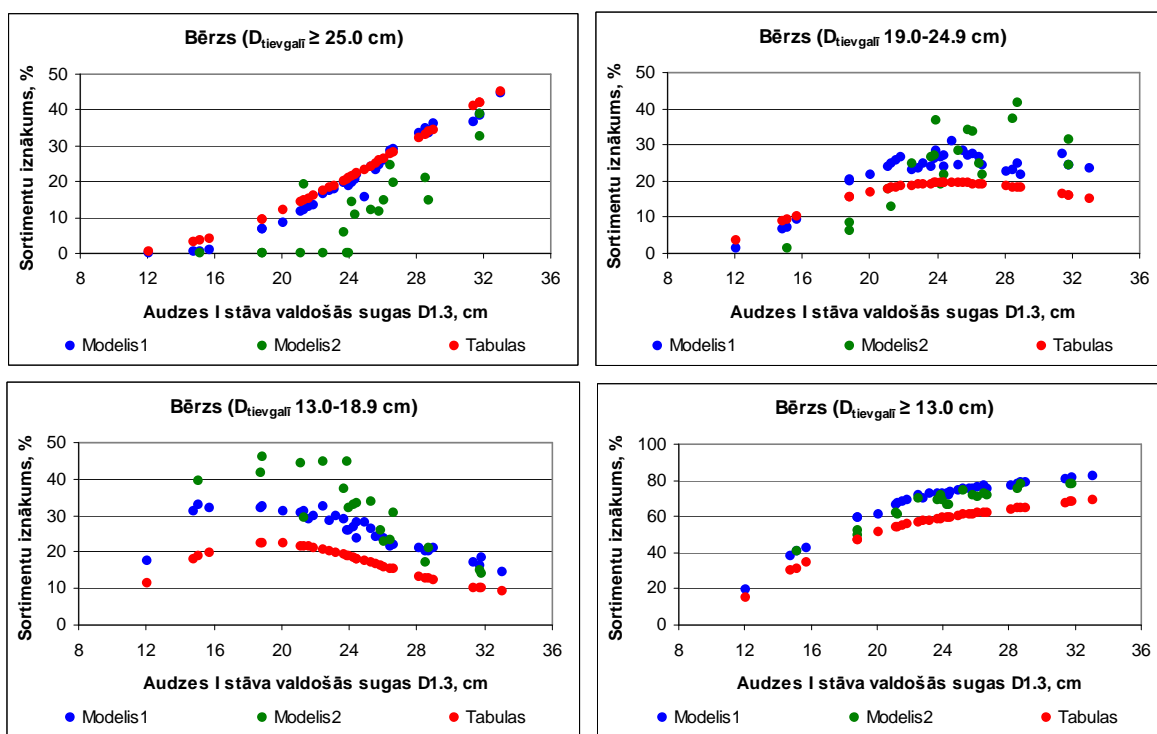 Bērzs (Dtievgalī ≥ 25.0 cm)
Sortimentu iznākums, %
50
40
30
20
10
0
8 12 16 20 24 28 32 36
Audzes I stāva valdošās sugas D1.3, cm
Modelis1 Modelis2 Tabulas
Bērzs (Dtievgalī 19.0-24.9 cm)
Sortimentu iznākums, %
50
40
30
20
10
0
8 12 16 20 24 28 32 36
Audzes I stāva valdošās sugas D1.3, cm
Modelis1 Modelis2 Tabulas
Bērzs (Dtievgalī 13.0-18.9 cm)
Sortimentu iznākums, %
50
40
30
20
10
0
8 12 16 20 24 28 32 36
Audzes I stāva valdošās sugas D1.3, cm
Modelis1 Modelis2 Tabulas
Bērzs (Dtievgalī ≥ 13.0 cm)
Sortimentu iznākums, %
100
80
60
40
20
0
8 12 16 20 24 28 32 36
Audzes I stāva valdošās sugas D1.3, cm
Modelis1 Modelis2 Tabulas